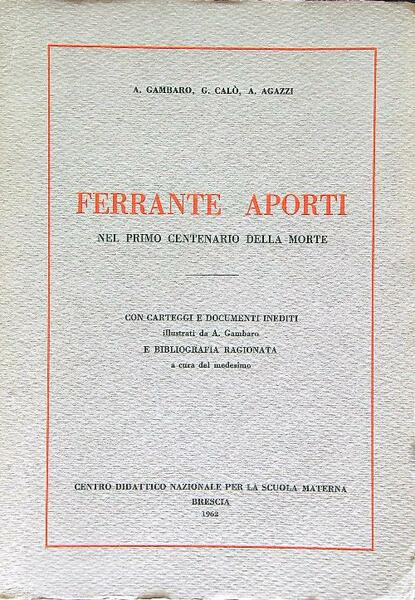 A. GAMBARO, G. CALÒ, A. AGAZZI
FERRANTE APORTI
NEL PRIMO CENTENARIO DELLA MORTE
CON CARTEGGI E DOCUMENTI INEDITI
illustrati da A. Gambaro
E BIBLIOGRAFIA RAGIONATA
a cura del medesimo
CENTRO DIDATTICO NAZIONALE PER LA SCUOLA MATERNA
BRESCIA
1962